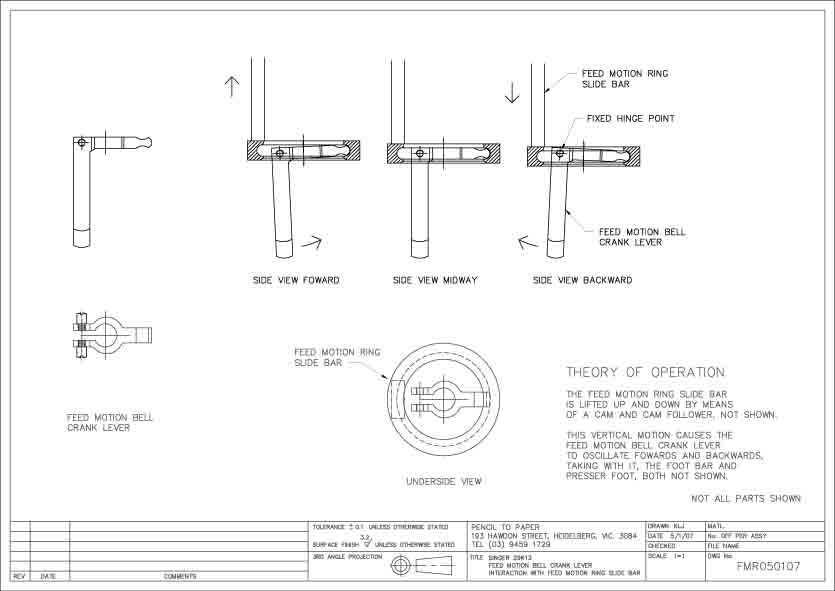 FEED MOTION RING
SLIDE BAR
FIXED HINGE POINT
FEED MOTION BELL
CRANK LEVER
SIDE VIEW FOWARD
SIDE VIEW MIDWAY
SIDE VIEW BACKWARD
FEED MOTION RING
SLIDE BAR
FEED MOTION BELL
CRANK LEVER
UNDERSIDE VIEW
THEORY OF OPERATION
THE FEED MOTION RING SLIDE BAR
IS LIFTED UP AND DOWN BY MEANS
OF A CAM AND CAM FOLLOWER, NOT SHOWN.
THIS VERTICAL MOTION CAUSES THE
FEED MOTION BELL CRANK LEVER
TO OSCILLATE FOWARDS AND BACKWARDS,
TAKING WITH IT, THE FOOT BAR AND
PRESSER FOOT, BOTH NOT SHOWN.
NOT ALL PARTS SHOWN
REV DATE COMMENTS
TOLERANCE ± 0.1 UNLESS OTHERWISE STATED
3.2
SURFACE FINISH √ UNLESS OTHERWISE STATED
3RD ANGLE PROJECTION
PENCIL TO PAPER
193 HAWDON STREET, HEIDELBERG, VIC. 3084
TEL (03) 9459 1729
TITLE SINGER 29K13
FEED MOTION BELL CRANK LEVER
INTERACTION WITH FEED MOTION RING SLIDE BAR
DRAWN KLJ
DATE 5/1/07
CHECKED
SCALE 1=1
MATL.
No. OFF PER ASSY
FILE NAME
DWG No.
FMR050107